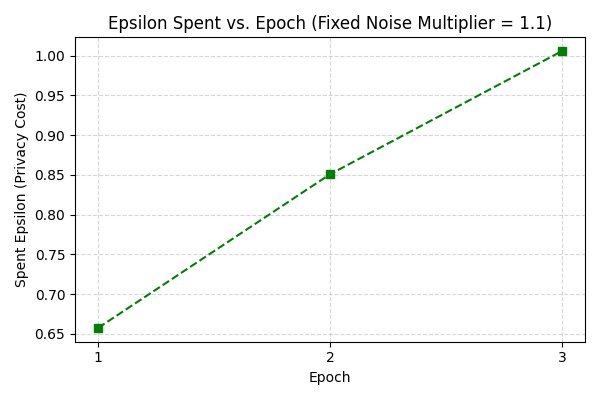 Epsilon Spent vs. Epoch (Fixed Noise Multiplier = 1.1)
Spent Epsilon (Privacy Cost)
1.00
0.95
0.90
0.85
0.80
0.75
0.70
0.65
1 2 3
Epoch